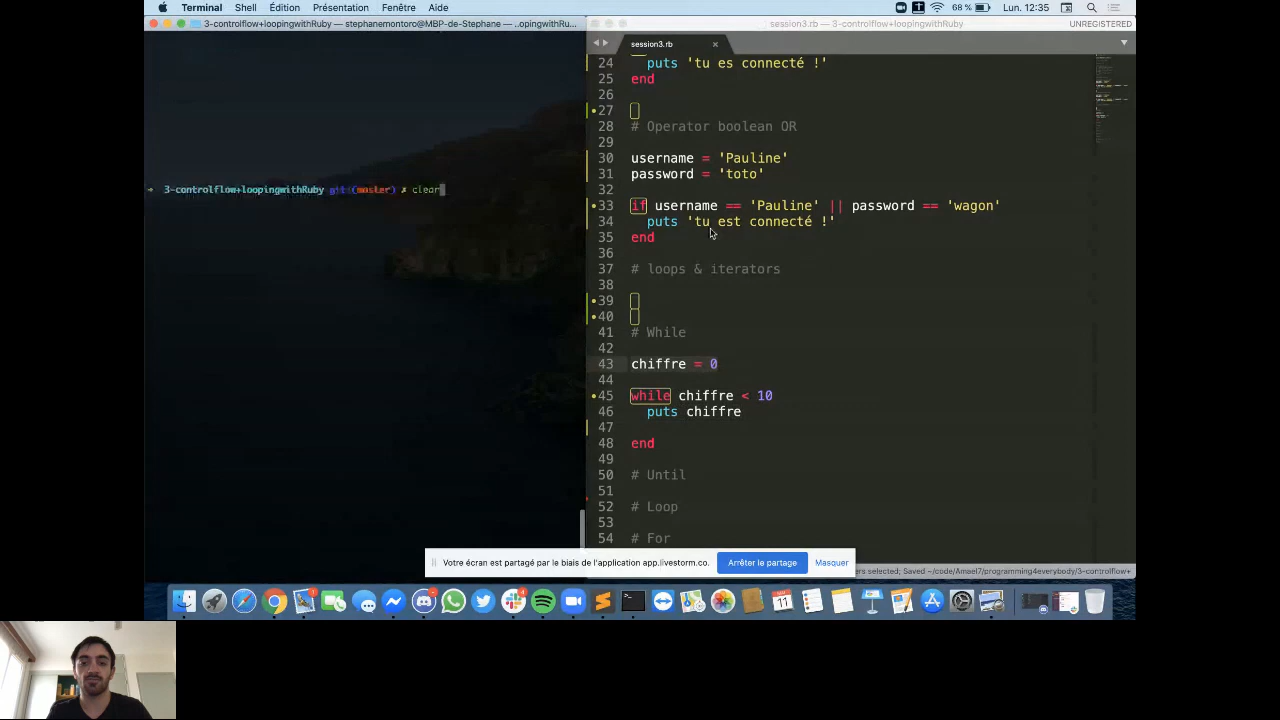 Terminal Shell Édition Présentation Fenêtre Aide 68 % Lun. 12:35
3-controlflow+loopingwithRuby — stephanemontoro@MBP-de-Stephane — ..opingwithRu...
session3.rb — 3-controlflow+loopingwithRuby UNREGISTERED
session3.rb
24 puts 'tu es connecté !'
25 end
26
27
28 # Operator boolean OR
29
30 username = 'Pauline'
31 password = 'toto'
32
33 if username == 'Pauline' || password == 'wagon'
34 puts 'tu est connecté !'
35 end
36
37 # loops & iterators
38
39
40
41 # While
42
43 chiffre = 0
44
45 while chiffre < 10
46 puts chiffre
47
48 end
49
50 # Until
51
52 # Loop
53
54 # For
➜ 3-controlflow+loopingwithRuby git:(master) ✗ clear
Votre écran est partagé par le biais de l'application app.livestorm.co. Arrêter le partage Masquer
ers selected; Saved ~/code/Amael7/programming4everybody/3-controlflow+